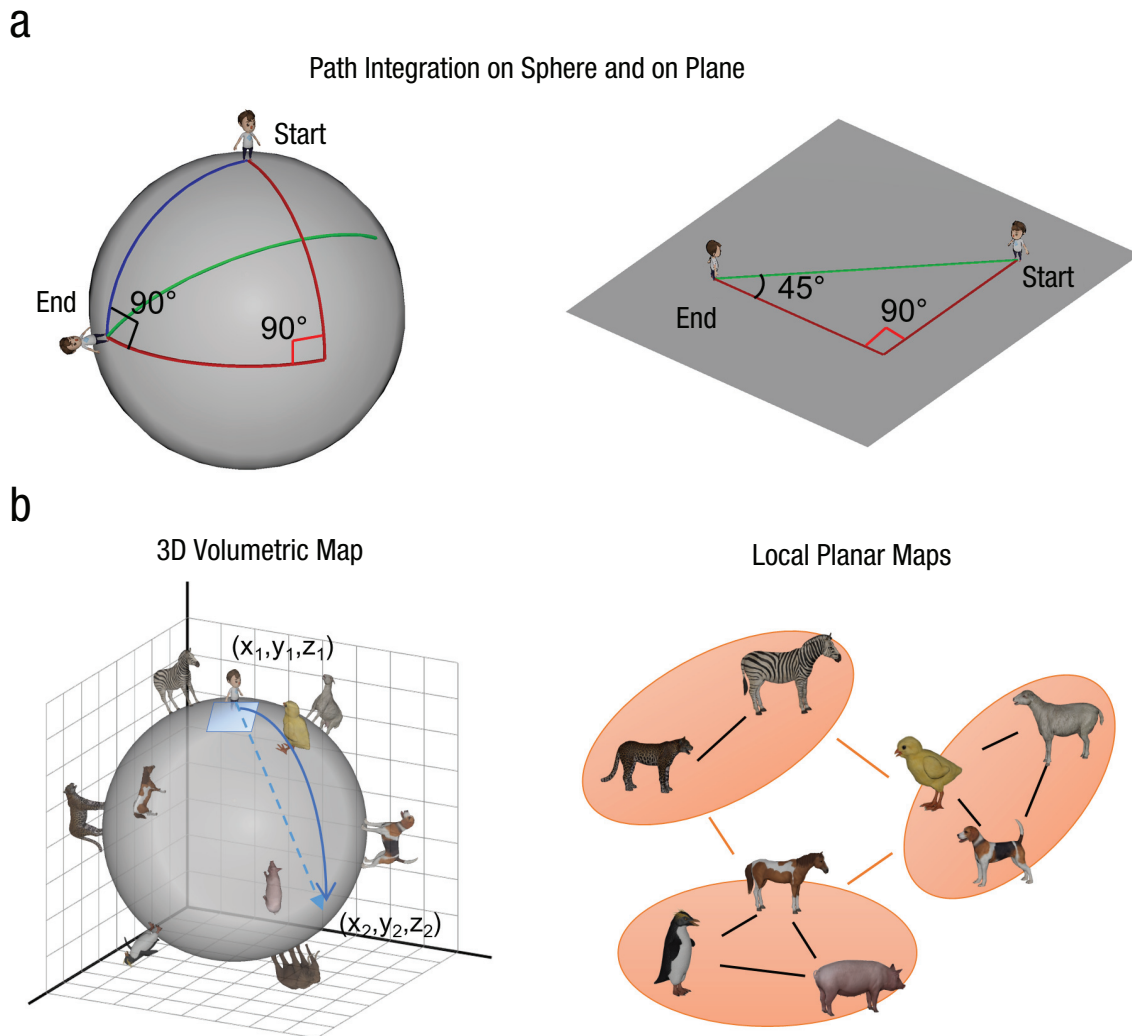 a
Path Integration on Sphere and on Plane
Start
End
90°
90°
Start
End
45°
90°
b
3D Volumetric Map
Local Planar Maps
(x₁,y₁,z₁)
(x₂,y₂,z₂)